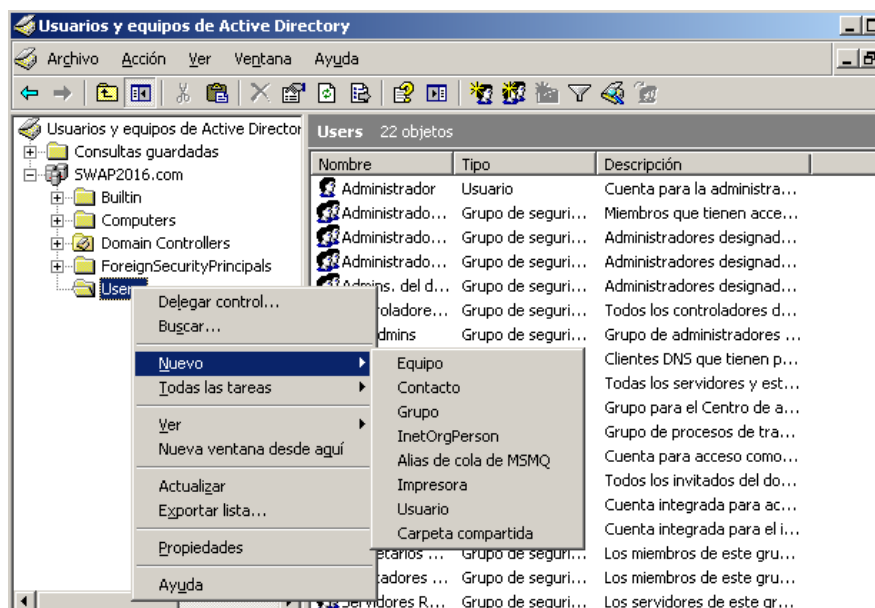 Usuarios y equipos de Active Directory
Archivo Acción Ver Ventana Ayuda
Usuarios y equipos de Active Director
Consultas guardadas
SWAP2016.com
Builtin
Computers
Domain Controllers
ForeignSecurityPrincipals
Users 22 objetos
Nombre Tipo Descripción
Administrador Usuario Cuenta para la administra...
Administrado... Grupo de seguri... Miembros que tienen acce...
Administrado... Grupo de seguri... Administradores designad...
Administrado... Grupo de seguri... Administradores designad...
Admins. del d... Grupo de seguri... Administradores designad...
roladore... Grupo de seguri... Todos los controladores d...
dmins Grupo de seguri... Grupo de administradores ...
Clientes DNS que tienen p...
Todas los servidores y est...
Grupo para el Centro de a...
Grupo de procesos de tra...
Cuenta para acceso como...
Todos los invitados del do...
Cuenta integrada para ac...
Cuenta integrada para el i...
etarios ... Grupo de seguri... Los miembros de este gru...
cadores ... Grupo de seguri... Los miembros de este gru...
Servidores R... Grupo de seguri... Los servidores de este gr...
Delegar control...
Buscar...
Nuevo
Todas las tareas
Ver
Nueva ventana desde aquí
Actualizar
Exportar lista...
Propiedades
Ayuda
Equipo
Contacto
Grupo
InetOrgPerson
Alias de cola de MSMQ
Impresora
Usuario
Carpeta compartida